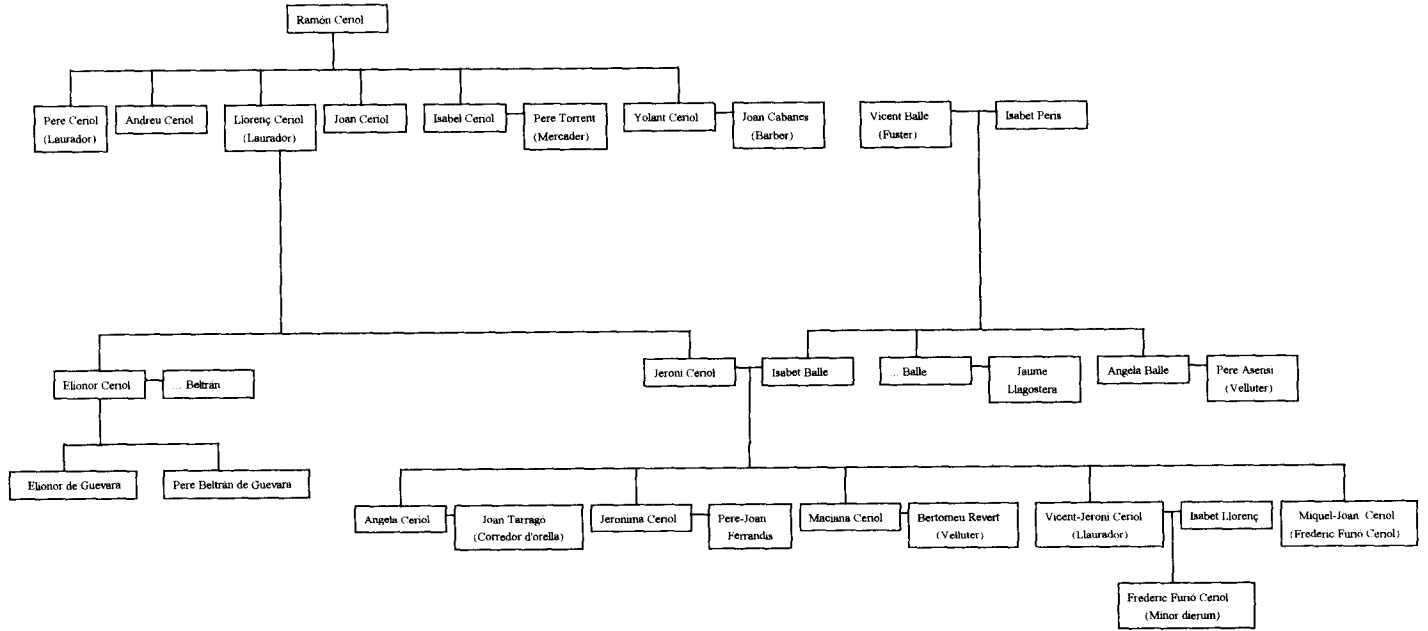 Ramón Ceriol
Pere Ceriol
(Laurador)
Andreu Ceriol
Llorenç Ceriol
(Laurador)
Joan Ceriol
Isabel Ceriol
Pere Torrent
(Mercader)
Yolant Ceriol
Joan Cabanes
(Barber)
Vicent Balle
(Fuster)
Isabet Peris
Elionor Ceriol
... Beltrán
Jeroni Ceriol
Isabet Balle
... Balle
Jaume
Llagostera
Angela Balle
Pere Asensi
(Velluter)
Elionor de Guevara
Pere Beltrán de Guevara
Angela Ceriol
Joan Tarragó
(Corredor d'orella)
Jeronima Ceriol
Pere-Joan
Ferrandis
Maciana Ceriol
Bertomeu Revert
(Velluter)
Vicent-Jeroni Ceriol
(Llaurador)
Isabet Llorenç
Miquel-Joan Ceriol
(Frederic Furió Ceriol)
Frederic Furió Ceriol
(Minor dierum)